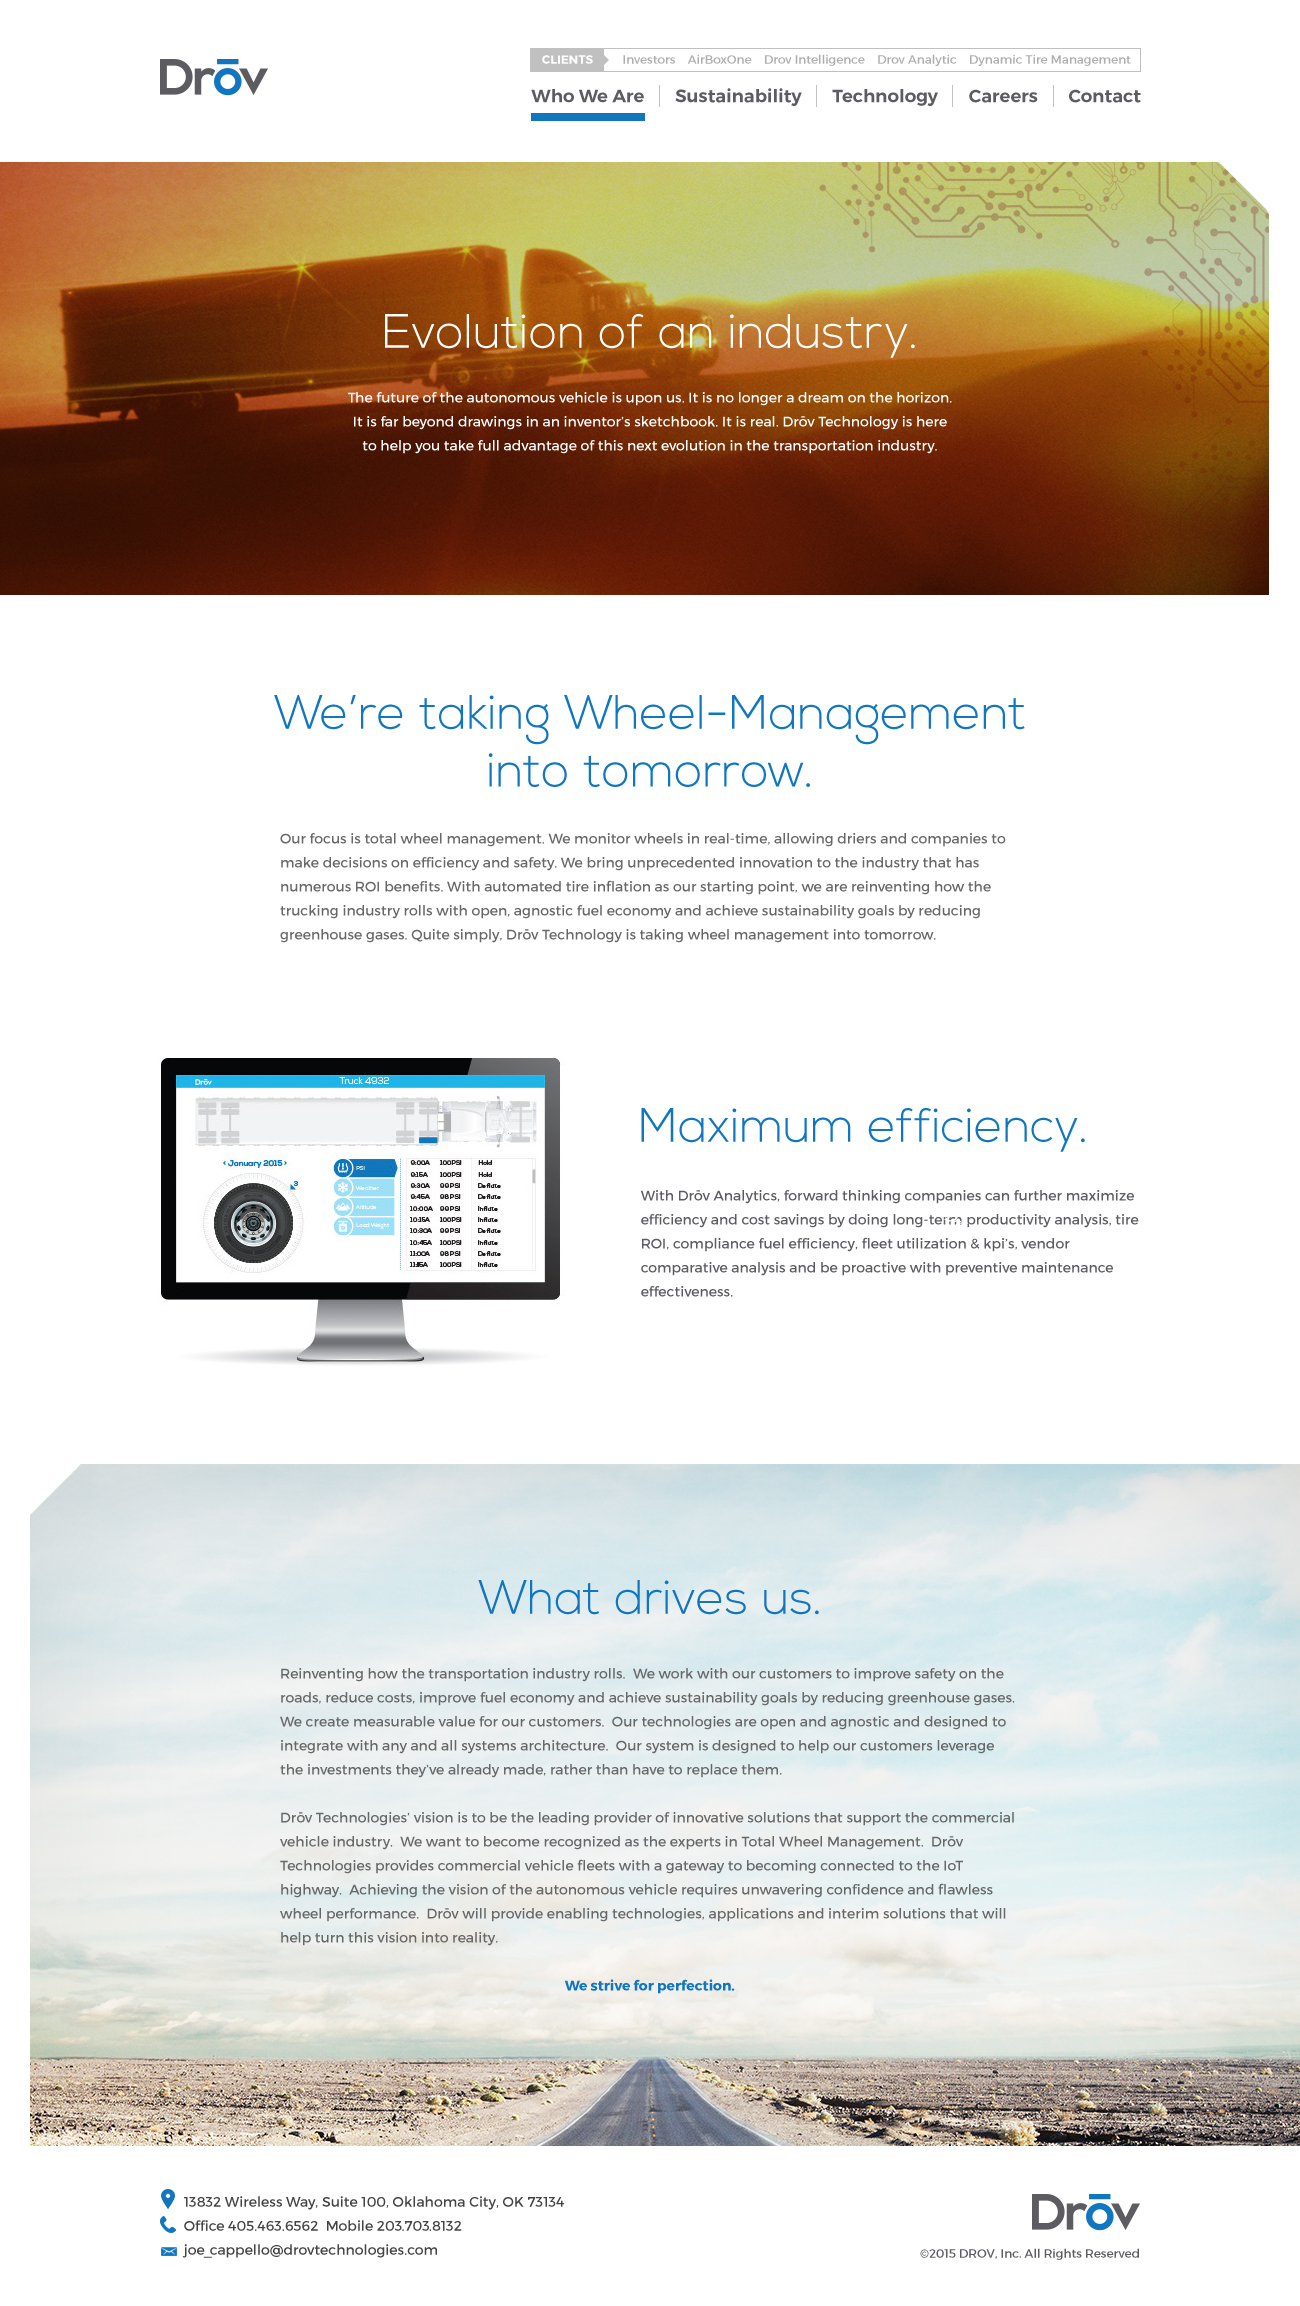 Drōv
CLIENTS Investors AirBoxOne Drov Intelligence Drov Analytic Dynamic Tire Management
Who We Are Sustainability Technology Careers Contact
Evolution of an industry.
The future of the autonomous vehicle is upon us. It is no longer a dream on the horizon.
It is far beyond drawings in an inventor's sketchbook. It is real. Drōv Technology is here
to help you take full advantage of this next evolution in the transportation industry.
We're taking Wheel-Management
into tomorrow.
Our focus is total wheel management. We monitor wheels in real-time, allowing driers and companies to
make decisions on efficiency and safety. We bring unprecedented innovation to the industry that has
numerous ROI benefits. With automated tire inflation as our starting point, we are reinventing how the
trucking industry rolls with open, agnostic fuel economy and achieve sustainability goals by reducing
greenhouse gases. Quite simply, Drōv Technology is taking wheel management into tomorrow.
Drōv Truck 4932
‹ January 2015 ›
3
PSI
Weather
Altitude
Load Weight
9:00A 100PSI Hold
9:15A 100PSI Hold
9:30A 99PSI Deflate
9:45A 98PSI Deflate
10:00A 99PSI Inflate
10:15A 100PSI Inflate
10:30A 99PSI Deflate
10:45A 100PSI Inflate
11:00A 98PSI Deflate
11:15A 100PSI Inflate
Maximum efficiency.
With Drōv Analytics, forward thinking companies can further maximize
efficiency and cost savings by doing long-term productivity analysis, tire
ROI, compliance fuel efficiency, fleet utilization & kpi's, vendor
comparative analysis and be proactive with preventive maintenance
effectiveness.
What drives us.
Reinventing how the transportation industry rolls.  We work with our customers to improve safety on the
roads, reduce costs, improve fuel economy and achieve sustainability goals by reducing greenhouse gases.
We create measurable value for our customers.  Our technologies are open and agnostic and designed to
integrate with any and all systems architecture.  Our system is designed to help our customers leverage
the investments they've already made, rather than have to replace them.
Drōv Technologies' vision is to be the leading provider of innovative solutions that support the commercial
vehicle industry.  We want to become recognized as the experts in Total Wheel Management.  Drōv
Technologies provides commercial vehicle fleets with a gateway to becoming connected to the IoT
highway.  Achieving the vision of the autonomous vehicle requires unwavering confidence and flawless
wheel performance.  Drōv will provide enabling technologies, applications and interim solutions that will
help turn this vision into reality.
We strive for perfection.
13832 Wireless Way, Suite 100, Oklahoma City, OK 73134
Office 405.463.6562  Mobile 203.703.8132
joe_cappello@drovtechnologies.com
Drōv
©2015 DROV, Inc. All Rights Reserved